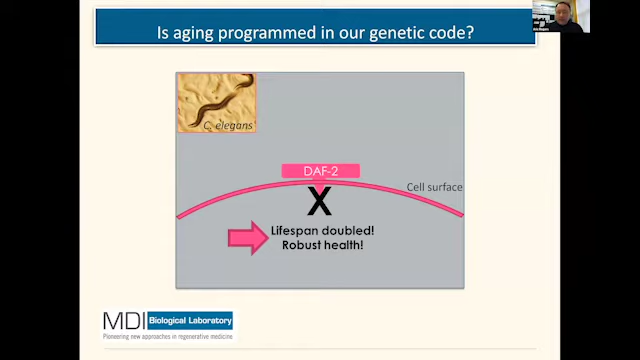 Is aging programmed in our genetic code?
C. elegans
DAF-2
Cell surface
X
Lifespan doubled!
Robust health!
MDI Biological Laboratory
Pioneering new approaches in regenerative medicine